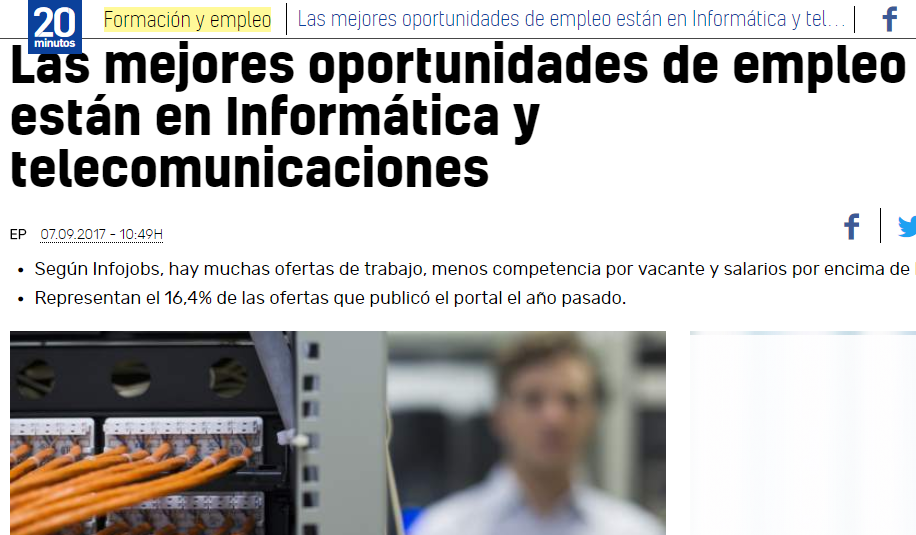 20
minutos
Formación y empleo
Las mejores oportunidades de empleo están en Informática y tel...
Las mejores oportunidades de empleo
están en Informática y
telecomunicaciones
EP 07.09.2017 - 10:49H
Según Infojobs, hay muchas ofertas de trabajo, menos competencia por vacante y salarios por encima de
Representan el 16,4% de las ofertas que publicó el portal el año pasado.